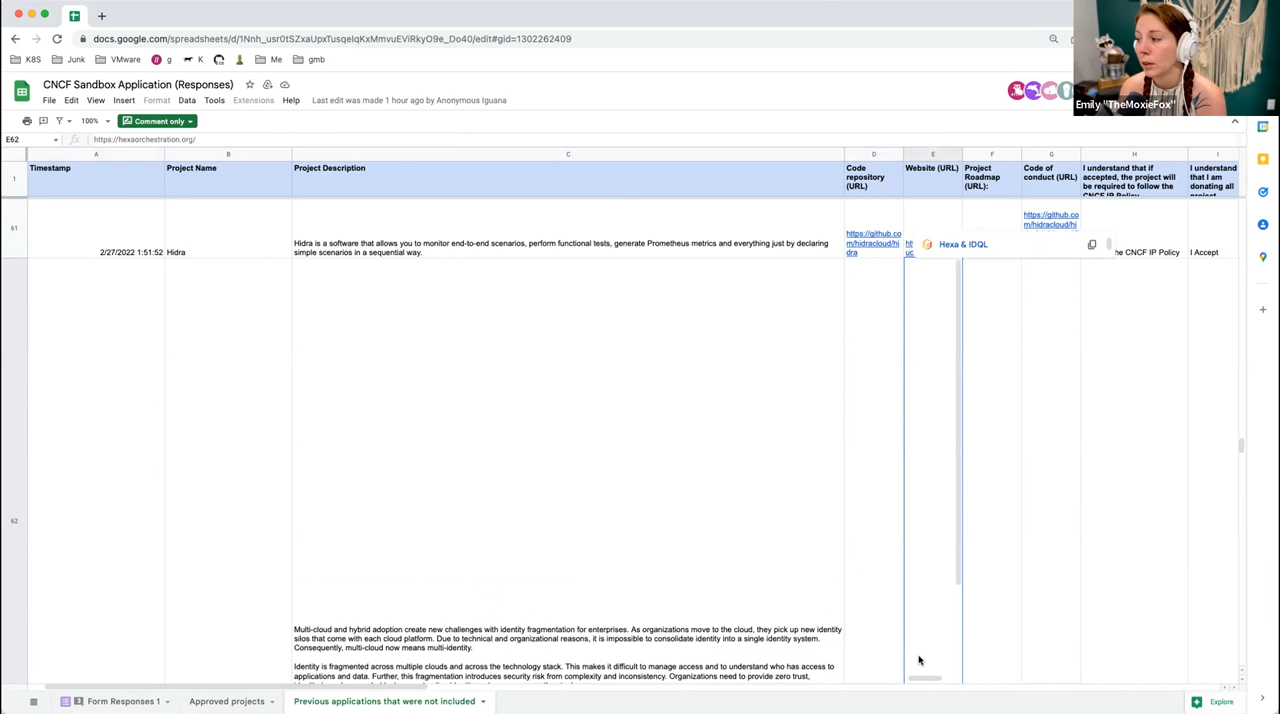 docs.google.com/spreadsheets/d/1Nnh_usr0tSZxaUpxTusqeIqKxMmvuEViRkyO9e_Do40/edit#gid=1302262409
K8S
Junk
VMware
g
K
Me
gmb
CNCF Sandbox Application (Responses)
File
Edit
View
Insert
Format
Data
Tools
Extensions
Help
Last edit was made 1 hour ago by Anonymous Iguana
Emily "TheMoxieFox"
100%
Comment only
E62
fx
https://hexaorchestration.org/
A
B
C
D
E
F
G
H
I
1
Timestamp
Project Name
Project Description
Code
repository
(URL)
Website (URL)
Project
Roadmap
(URL):
Code of
conduct (URL)
I understand that if
accepted, the project will
be required to follow the
CNCF IP Policy
I understand
that I am
donating all
project
61
2/27/2022 1:51:52
Hidra
Hidra is a software that allows you to monitor end-to-end scenarios, perform functional tests, generate Prometheus metrics and everything just by declaring
simple scenarios in a sequential way.
https://github.co
m/hidracloud/hi
dra
Hexa & IDQL
https://github.co
m/hidracloud/hi
he CNCF IP Policy
I Accept
62
Multi-cloud and hybrid adoption create new challenges with identity fragmentation for enterprises. As organizations move to the cloud, they pick up new identity
silos that come with each cloud platform. Due to technical and organizational reasons, it is impossible to consolidate identity into a single identity system.
Consequently, multi-cloud now means multi-identity.
Identity is fragmented across multiple clouds and across the technology stack. This makes it difficult to manage access and to understand who has access to
applications and data. Further, this fragmentation introduces security risk from complexity and inconsistency. Organizations need to provide zero trust,
Form Responses 1
Approved projects
Previous applications that were not included
Explore